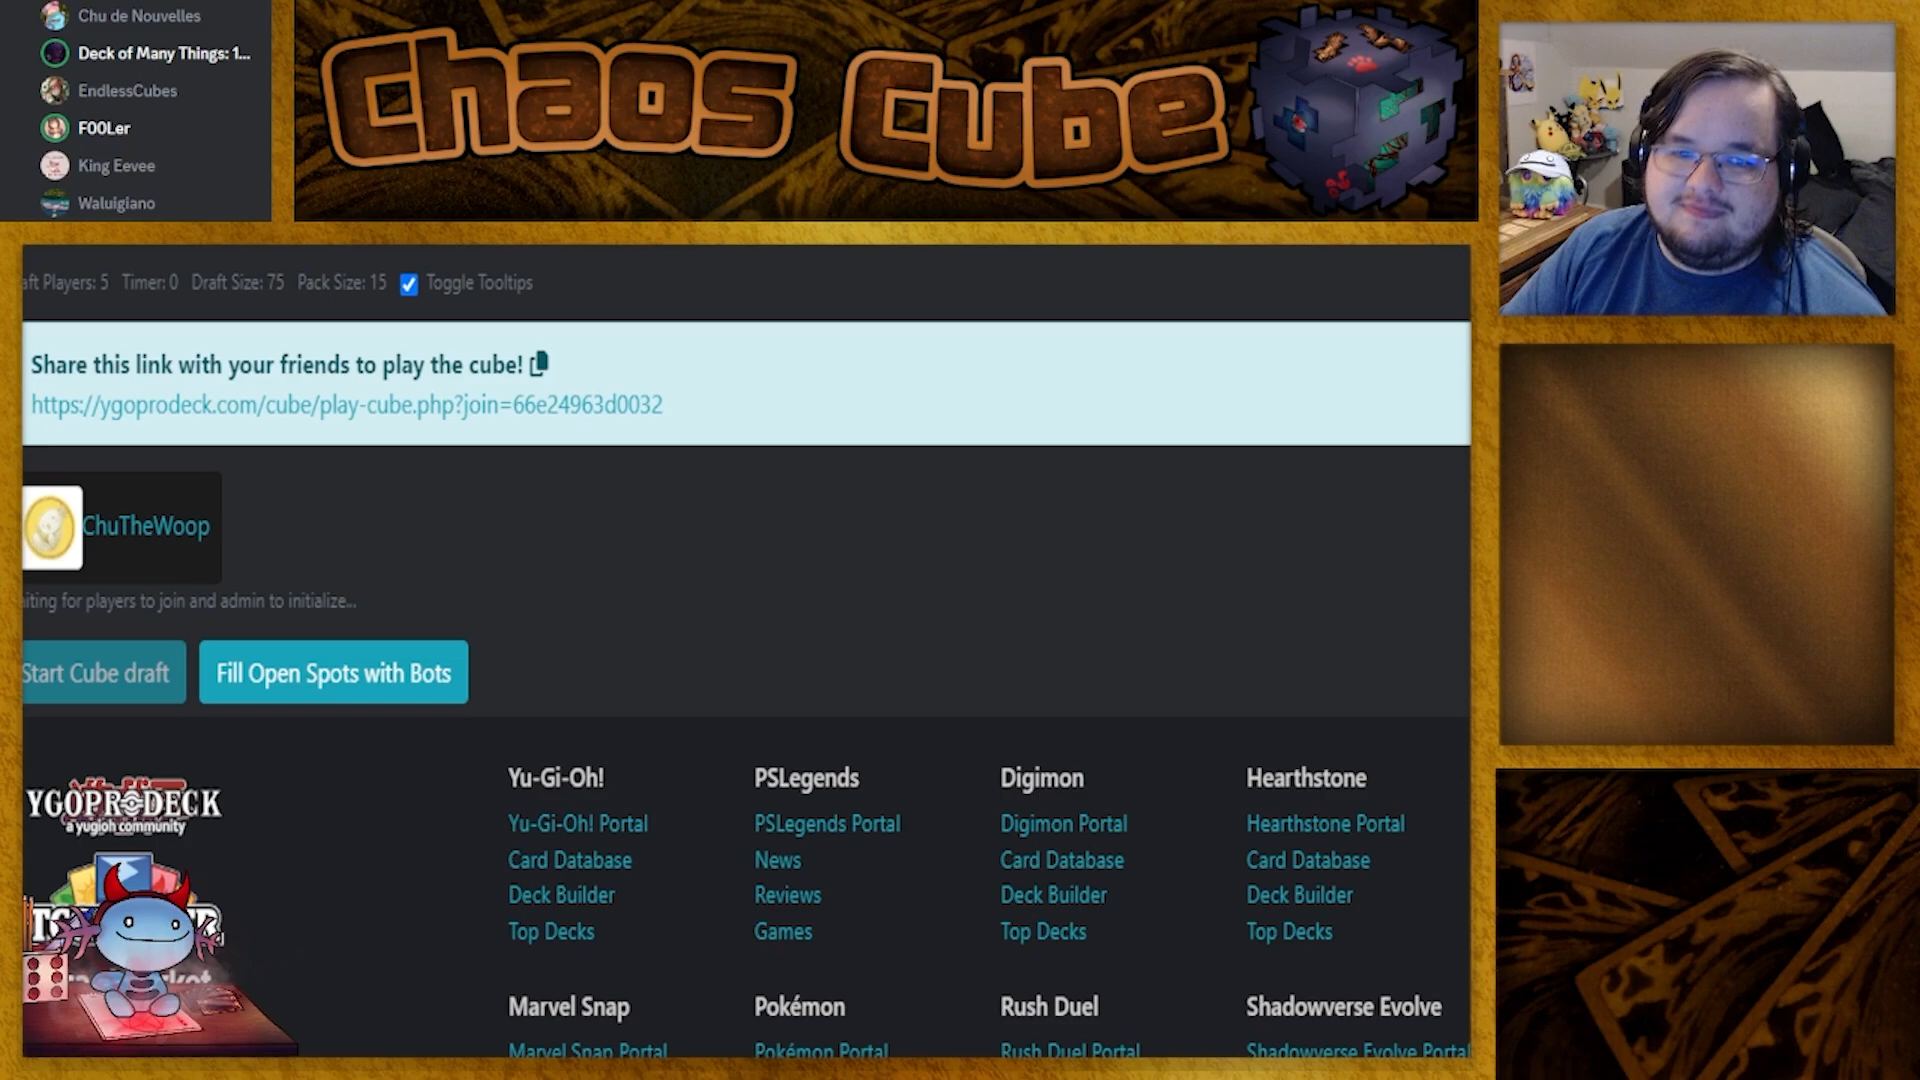 Chu de Nouvelles
Deck of Many Things: 1...
EndlessCubes
F00Ler
King Eevee
Waluigiano
Chaos Cube
aft Players: 5 Timer: 0 Draft Size: 75 Pack Size: 15 Toggle Tooltips
Share this link with your friends to play the cube!
https://ygoprodeck.com/cube/play-cube.php?join=66e24963d0032
ChuTheWoop
iting for players to join and admin to initialize...
Start Cube draft
Fill Open Spots with Bots
YGOPRODECK
a yugioh community
Yu-Gi-Oh!
Yu-Gi-Oh! Portal
Card Database
Deck Builder
Top Decks
PSLegends
PSLegends Portal
News
Reviews
Games
Digimon
Digimon Portal
Card Database
Deck Builder
Top Decks
Hearthstone
Hearthstone Portal
Card Database
Deck Builder
Top Decks
Marvel Snap
Marvel Snap Portal
Pokémon
Pokémon Portal
Rush Duel
Rush Duel Portal
Shadowverse Evolve
Shadowverse Evolve Portal